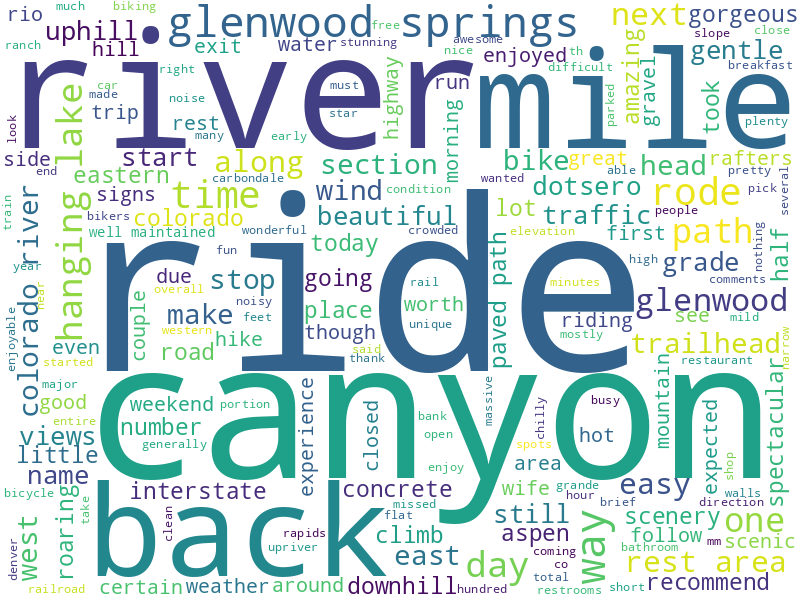 rio
much
biking
glenwood springs
free
stunning
awesome
next
gorgeous
slope
close
ranch
uphill
hill
exit
water
enjoyed
nice
th
difficult
amazing
gentle
breakfast
river
mile
car
right
made
trip
noise
rest
many
must
star
highway
run
morning
gravel
parked
took
plenty
look
side
end
hanging lake
start
early
section
bike
great
able
head
pretty
rafters
eastern
carbondale
along
wind
condition
wanted
dotsero
rode
pick
several
signs
time
bikers
colorado
beautiful
lot
traffic
people
path
train
well maintained
wonderful
crowded
elevation
first
half
nothing
colorado river
fun
today
paved path
ride
high
grade
comments
year
due
stop
going
rail
minutes
near
overall
noisy
feet
place
worth
unique
glenwood
mild
enjoyable
couple
make
though
riding
see
western
started
even
road
hike
said
thank
mostly
trailhead
narrow
restaurant
major
good
weekend
portion
canyon
massive
chilly
busy
mountain
expected
spectacular
entire
views
number
generally
experience
closed
bank
open
spots
hot
shop
little
enjoy
area
name
bicycle
roaring
take
interstate
concrete
wife
grande
hour
easy
walls
direction
west
back
clean
missed
flat
still
brief
scenery
one
denver
rapids
upriver
climb
aspen
way
follow
mm
scenic
east
day
coming
co
bathroom
rest area
railroad
certain
weather
around
downhill
hundred
total
restrooms
short
recommend